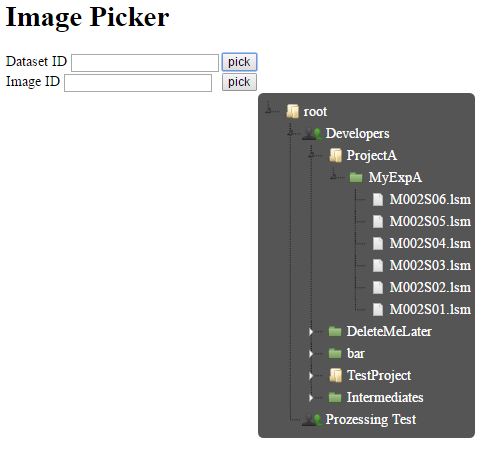 Image Picker
Dataset ID pick
Image ID pick
root
Developers
ProjectA
MyExpA
M002S06.lsm
M002S05.lsm
M002S04.lsm
M002S03.lsm
M002S02.lsm
M002S01.lsm
DeleteMeLater
bar
TestProject
Intermediates
Prozessing Test